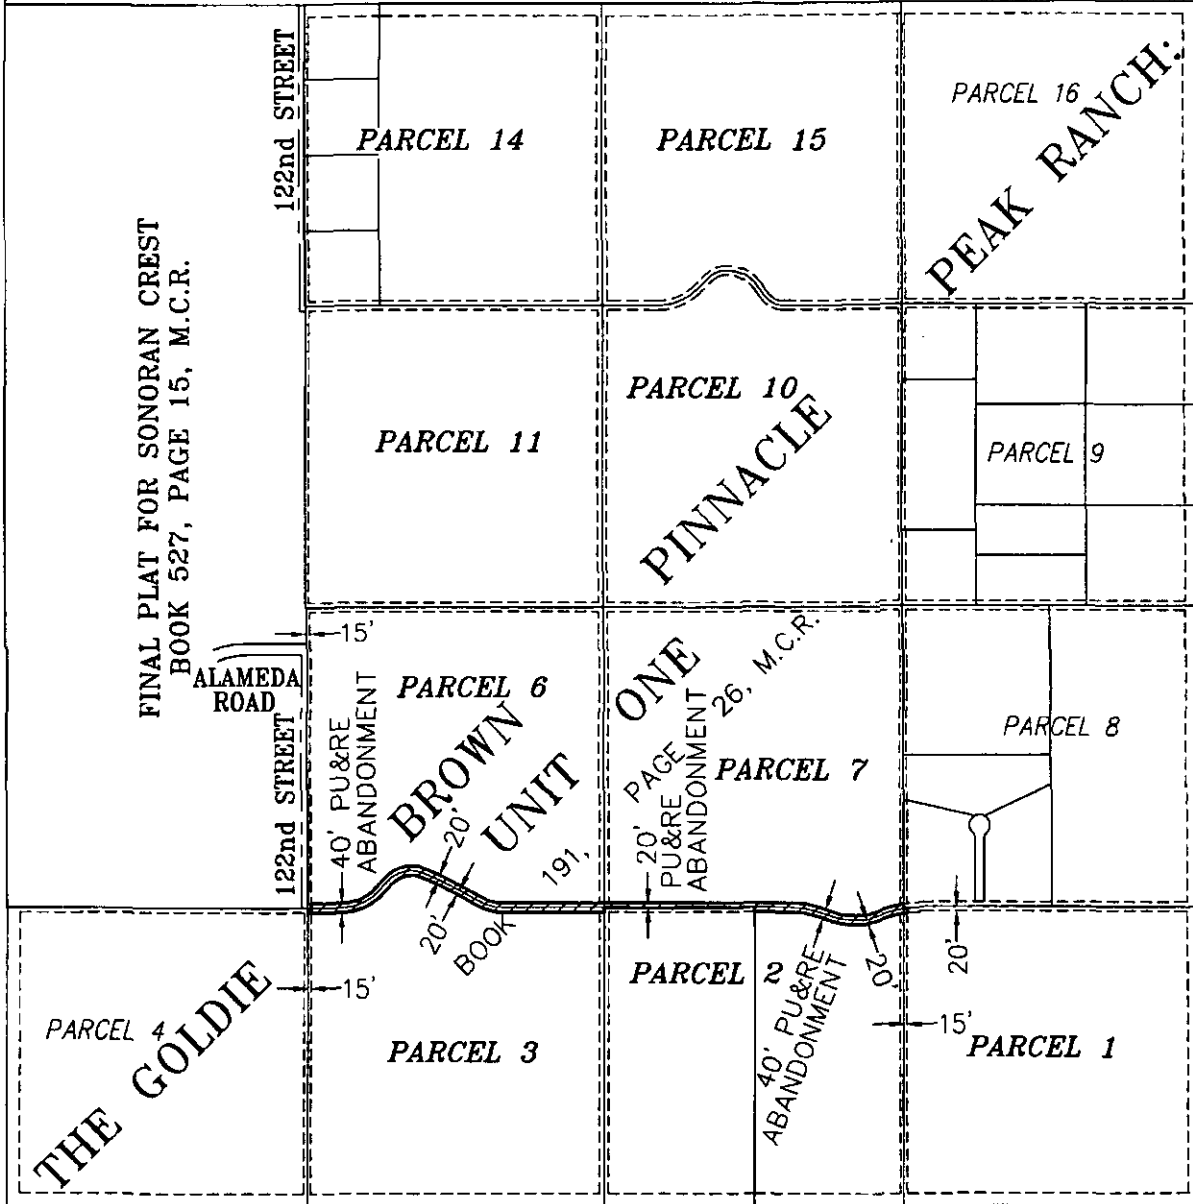 122nd STREET
PARCEL 14
PARCEL 15
PARCEL 16
FINAL PLAT FOR SONORAN CREST
BOOK 527, PAGE 15, M.C.R.
PARCEL 11
PARCEL 10
PARCEL 9
THE GOLDIE
BROWN
PINNACLE
PEAK RANCH:
UNIT
ONE
BOOK
191,
PAGE
26, M.C.R.
15'
ALAMEDA
ROAD
122nd STREET
PARCEL 6
40' PU&RE
ABANDONMENT
20'
20'
20'
PU&RE
ABANDONMENT
PARCEL 7
PARCEL 8
15'
PARCEL 4
PARCEL 3
PARCEL 2
40' PU&RE
ABANDONMENT
20'
20'
15'
PARCEL 1